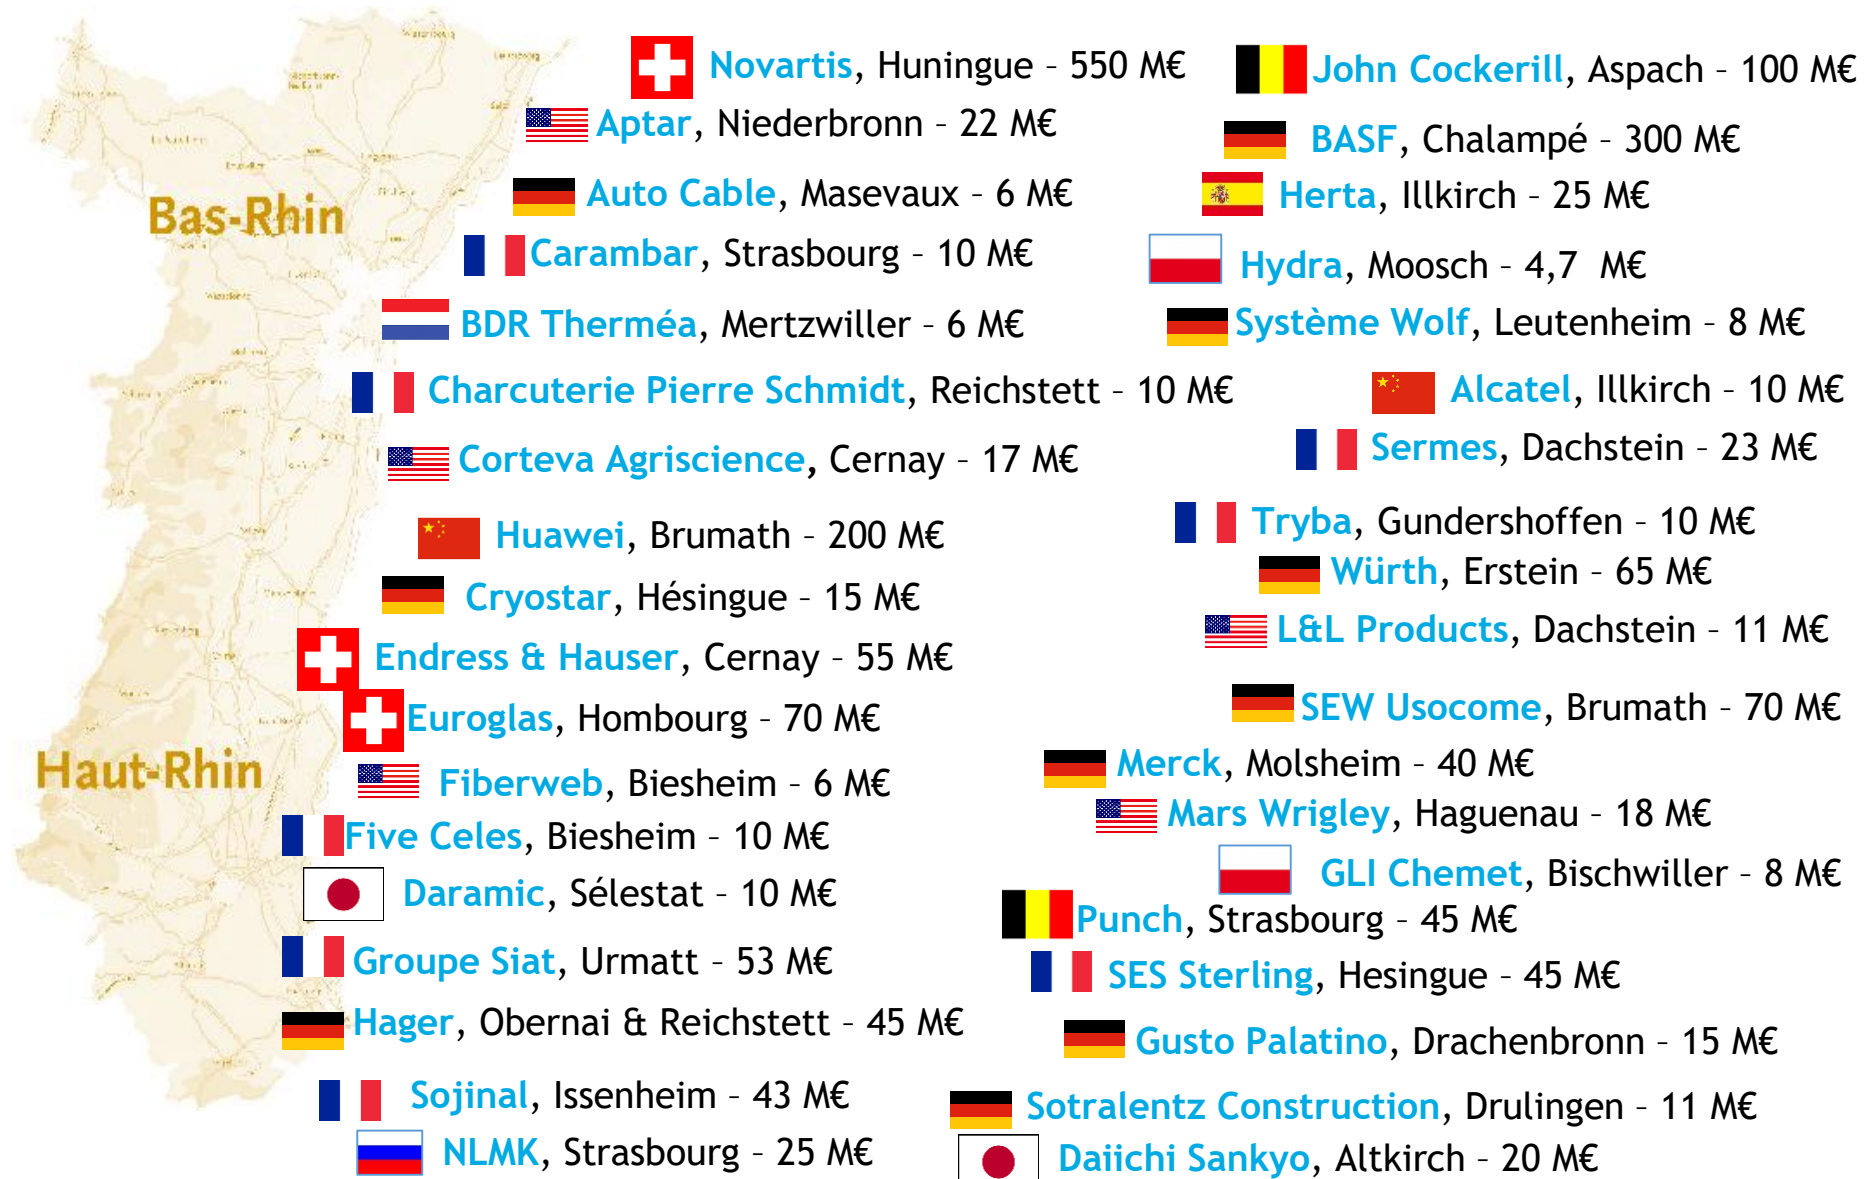 Bas-Rhin
Haut-Rhin
Novartis, Huningue – 550 M€
Aptar, Niederbronn – 22 M€
Auto Cable, Masevaux – 6 M€
Carambar, Strasbourg – 10 M€
BDR Therméa, Mertzwiller – 6 M€
Charcuterie Pierre Schmidt, Reichstett – 10 M€
Corteva Agriscience, Cernay – 17 M€
Huawei, Brumath – 200 M€
Cryostar, Hésingue – 15 M€
Endress & Hauser, Cernay – 55 M€
Euroglas, Hombourg – 70 M€
Fiberweb, Biesheim – 6 M€
Five Celes, Biesheim – 10 M€
Daramic, Sélestat – 10 M€
Groupe Siat, Urmatt – 53 M€
Hager, Obernai & Reichstett – 45 M€
Sojinal, Issenheim – 43 M€
NLMK, Strasbourg – 25 M€
John Cockerill, Aspach – 100 M€
BASF, Chalampé – 300 M€
Herta, Illkirch – 25 M€
Hydra, Moosch – 4,7 M€
Système Wolf, Leutenheim – 8 M€
Alcatel, Illkirch – 10 M€
Sermes, Dachstein – 23 M€
Tryba, Gundershoffen – 10 M€
Würth, Erstein – 65 M€
L&L Products, Dachstein – 11 M€
SEW Usocome, Brumath – 70 M€
Merck, Molsheim – 40 M€
Mars Wrigley, Haguenau – 18 M€
GLI Chemet, Bischwiller – 8 M€
Punch, Strasbourg – 45 M€
SES Sterling, Hesingue – 45 M€
Gusto Palatino, Drachenbronn – 15 M€
Sotralentz Construction, Drulingen – 11 M€
Daiichi Sankyo, Altkirch – 20 M€